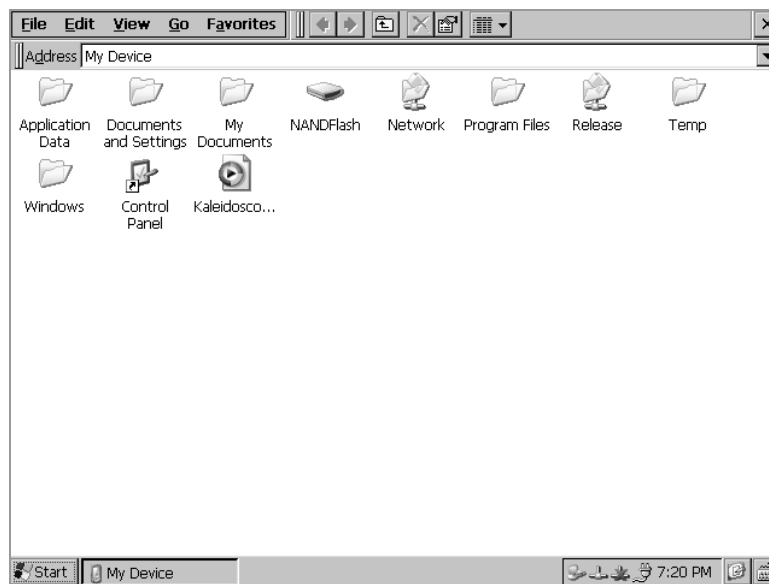 File Edit View Go Favorites
Address My Device
Application Data
Documents and Settings
My Documents
NANDFlash
Network
Program Files
Release
Temp
Windows
Control Panel
Kaleidosco...
Start My Device 7:20 PM